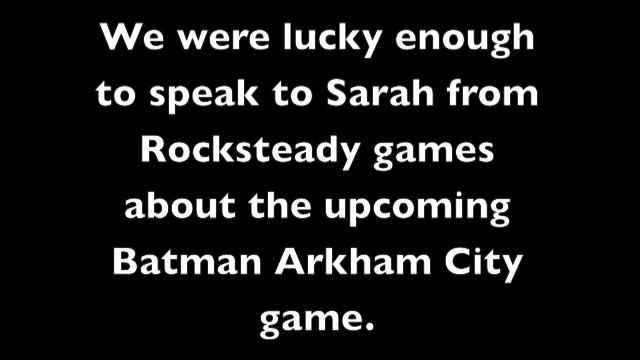 We were lucky enough
to speak to Sarah from
Rocksteady games
about the upcoming
Batman Arkham City
game.